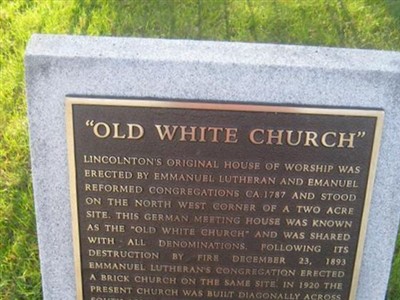 "OLD WHITE CHURCH"
LINCOLNTON'S ORIGINAL HOUSE OF WORSHIP WAS
ERECTED BY EMMANUEL LUTHERAN AND EMANUEL
REFORMED CONGREGATIONS CA.1787 AND STOOD
ON THE NORTH WEST CORNER OF A TWO ACRE
SITE. THIS GERMAN MEETING HOUSE WAS KNOWN
AS THE "OLD WHITE CHURCH" AND WAS SHARED
WITH ALL DENOMINATIONS. FOLLOWING ITS
DESTRUCTION BY FIRE DECEMBER 23, 1893
EMMANUEL LUTHERAN'S CONGREGATION ERECTED
A BRICK CHURCH ON THE SAME SITE. IN 1920 THE
PRESENT CHURCH WAS BUILT DIAGONALLY ACROSS